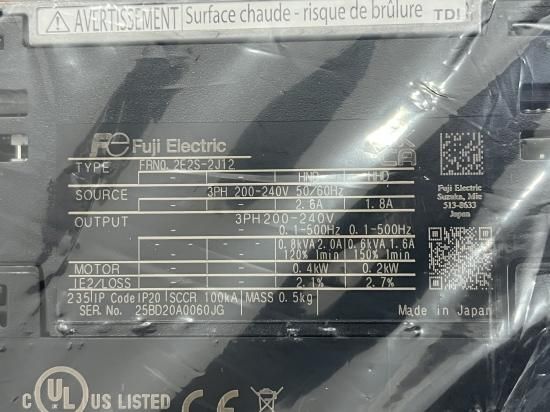 AVERTISSEMENT Surface chaude - risque de brûlure TDI
Fuji Electric
TYPE FRN0.2E2S-2J12
- - HND HHD
SOURCE 3PH 200-240V 50/60Hz
- - 2.6A 1.8A
OUTPUT 3PH 200-240V
- - 0.1-500Hz 0.1-500Hz
- - 0.8kVA 2.0A 0.6kVA 1.6A
- - 120% 1min 150% 1min
MOTOR - - 0.4kW 0.2kW
IE2/LOSS - - 2.1% 2.7%
235 IP Code IP20 SCCR 100kA MASS 0.5kg
SER. No. 25BD20A0060JG
Made in Japan
Fuji Electric
Suzuka, Mie
513-8633
Japan
C UL US LISTED CE